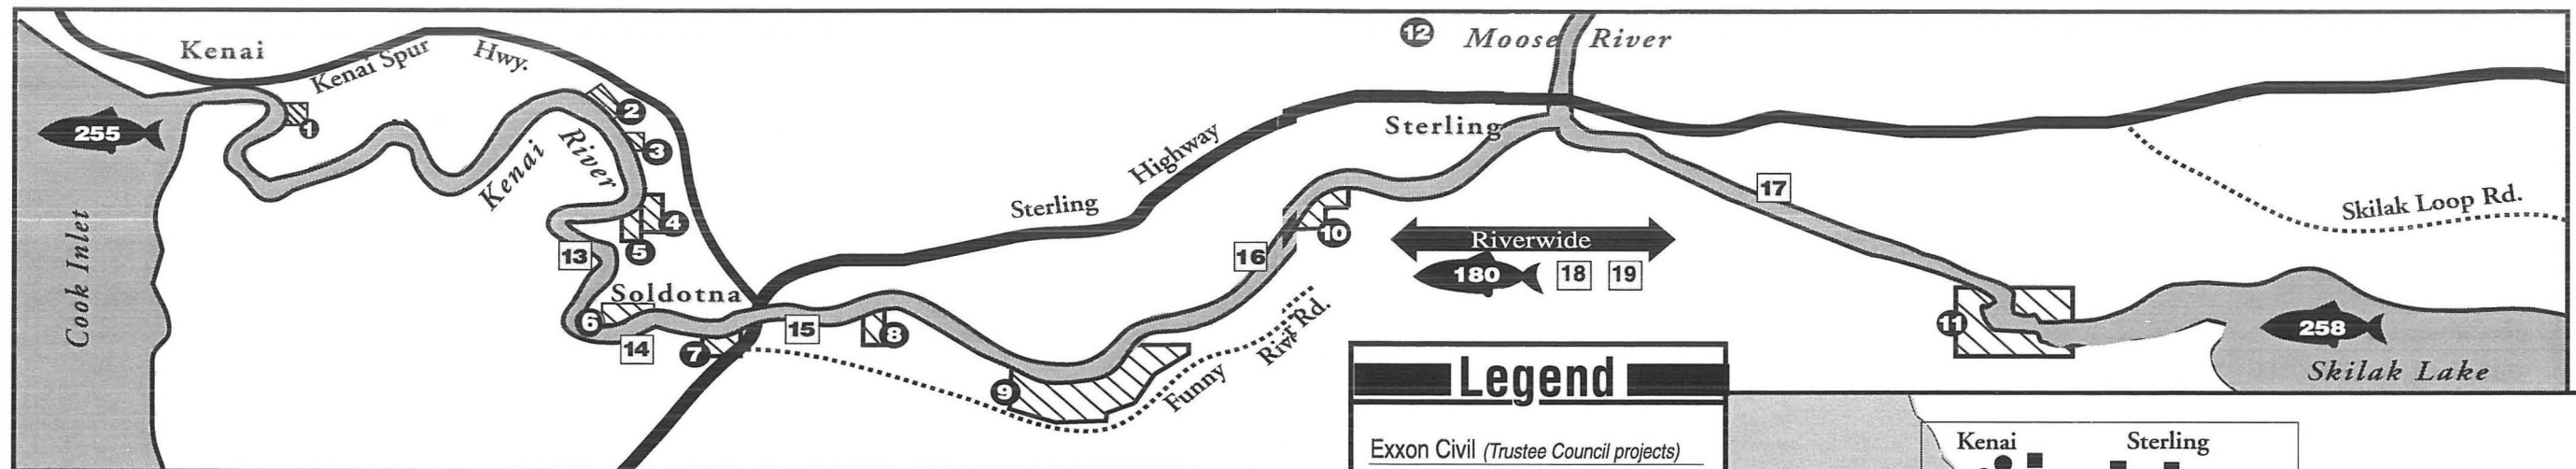 Kenai
Kenai Spur Hwy.
12 Moose River
255
1
2
3
Kenai River
4
5
13
Cook Inlet
Soldotna
6
14
7
15
8
9
Sterling Highway
Sterling
10
16
Riverwide
180 18 19
17
Skilak Loop Rd.
11
258
Skilak Lake
Funny Rivr Rd.
Legend
Exxon Civil (Trustee Council projects)
Kenai Sterling